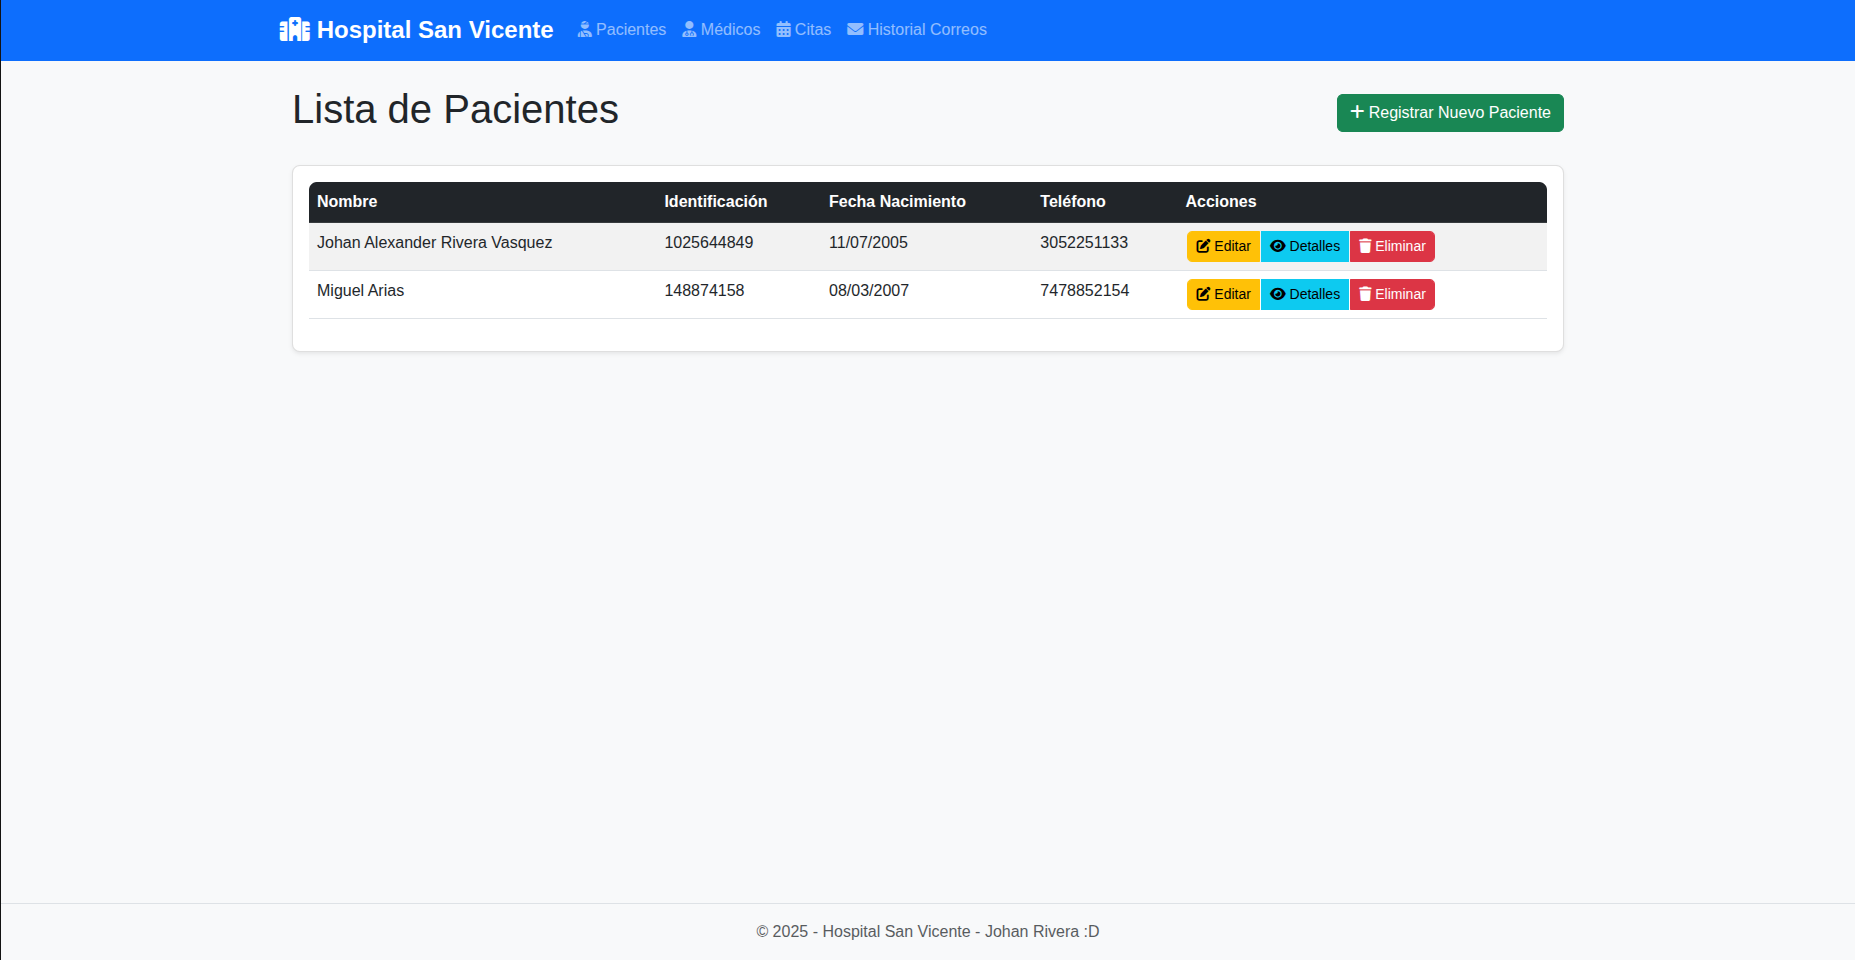 Hospital San Vicente Pacientes Médicos Citas Historial Correos
Lista de Pacientes
Registrar Nuevo Paciente
Nombre Identificación Fecha Nacimiento Teléfono Acciones
Johan Alexander Rivera Vasquez 1025644849 11/07/2005 3052251133 Editar Detalles Eliminar
Miguel Arias 148874158 08/03/2007 7478852154 Editar Detalles Eliminar
© 2025 - Hospital San Vicente - Johan Rivera :D